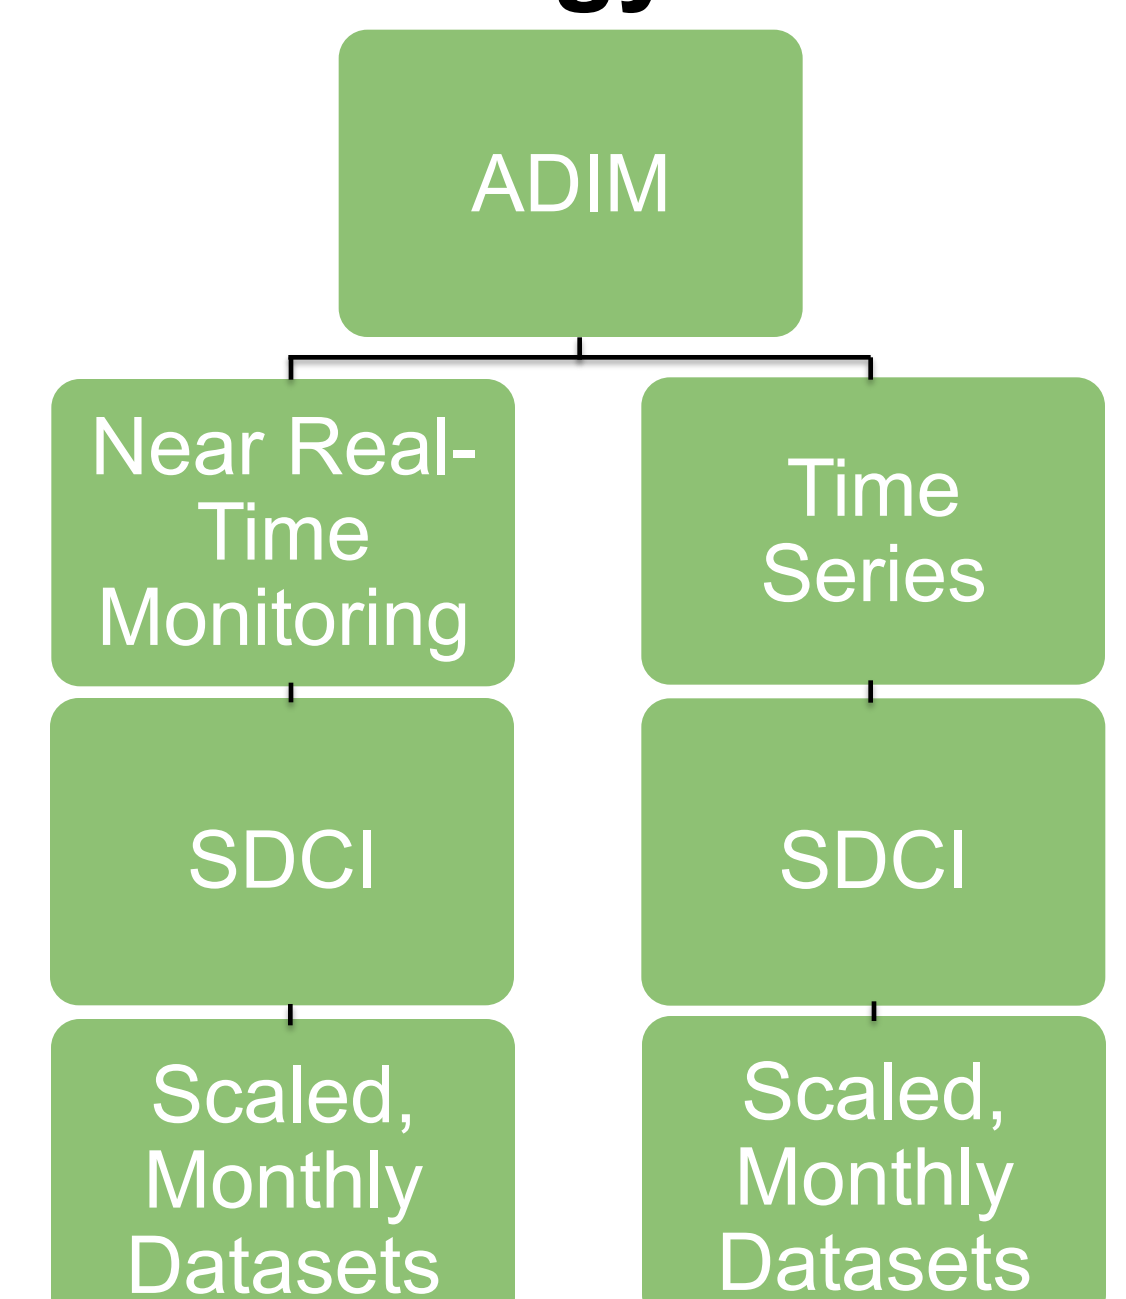 ADIM
Near Real-
Time
Monitoring
Time
Series
SDCI
SDCI
Scaled,
Monthly
Datasets
Scaled,
Monthly
Datasets